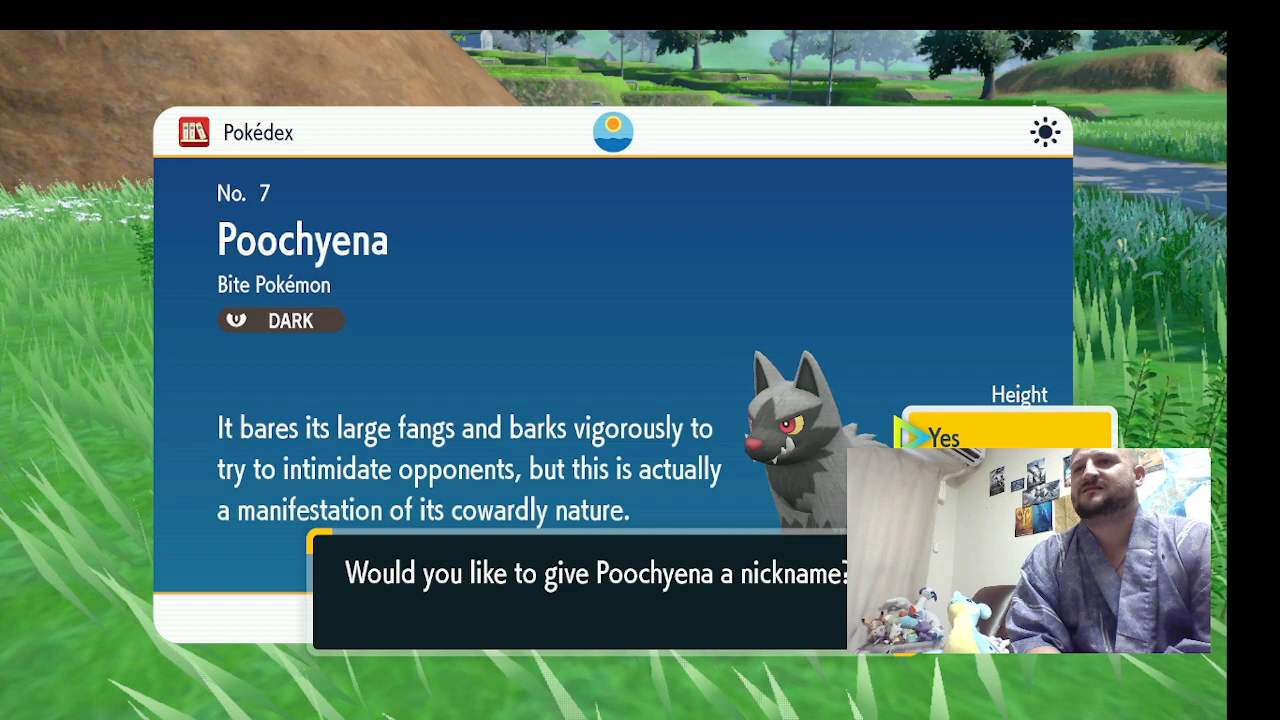 Pokédex
No. 7
Poochyena
Bite Pokémon
DARK
Height
Yes
It bares its large fangs and barks vigorously to
try to intimidate opponents, but this is actually
a manifestation of its cowardly nature.
Would you like to give Poochyena a nickname?